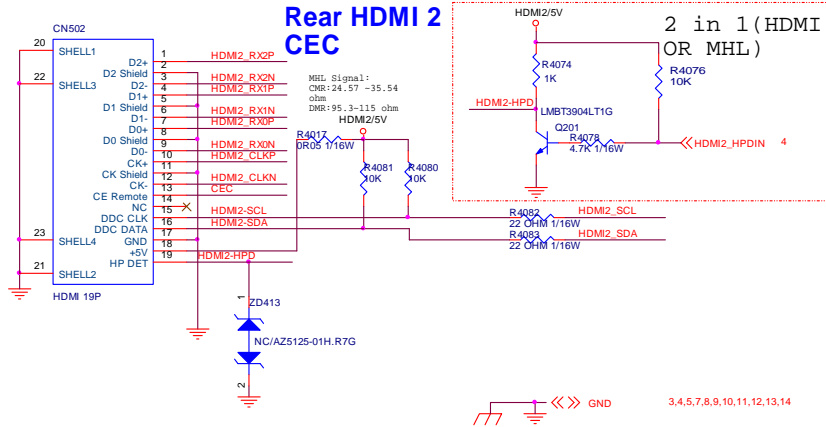 Rear HDMI 2
CEC
CN502
20
SHELL1
22
SHELL3
23
SHELL4
21
SHELL2
HDMI 19P
D2+ 1 HDMI2_RX2P
D2 Shield 2
D2- 3 HDMI2_RX2N
D1+ 4 HDMI2_RX1P
D1 Shield 5
D1- 6 HDMI2_RX1N
D0+ 7 HDMI2_RX0P
D0 Shield 8
D0- 9 HDMI2_RX0N
CK+ 10 HDMI2_CLKP
CK Shield 11
CK- 12 HDMI2_CLKN
CE Remote 13 CEC
NC 14
DDC CLK 15 HDMI2-SCL
DDC DATA 16 HDMI2-SDA
GND 17
+5V 18
HP DET 19 HDMI2-HPD
MHL Signal:
CMR:24.57 -35.54
ohm
DMR:95.3-115 ohm
HDMI2/5V
R4017
0R05 1/16W
R4081
10K
R4080
10K
R4082
22 OHM 1/16W
HDMI2_SCL
R4083
22 OHM 1/16W
HDMI2_SDA
1
ZD413
NC/AZ5125-01H.R7G
2
HDMI2/5V
2 in 1(HDMI
OR MHL)
R4074
1K
R4076
10K
HDMI2-HPD
LMBT3904LT1G
Q201
R4078
4.7K 1/16W
HDMI2_HPDIN 4
GND 3,4,5,7,8,9,10,11,12,13,14